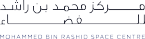 مركز محمد بن راشد
للفضاء
MOHAMMED BIN RASHID SPACE CENTRE